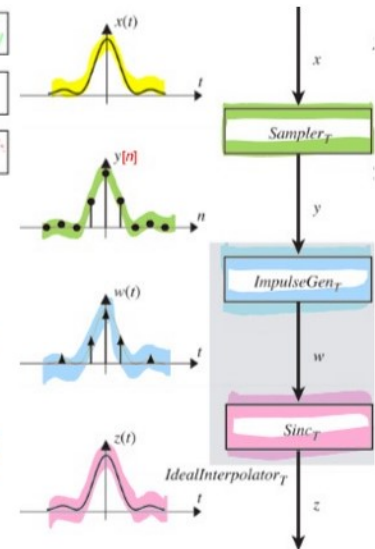 x(t)
t
x
Sampler_T
y[n]
n
y
ImpulseGen_T
w(t)
t
w
Sinc_T
z(t)
IdealInterpolator_T
t
z